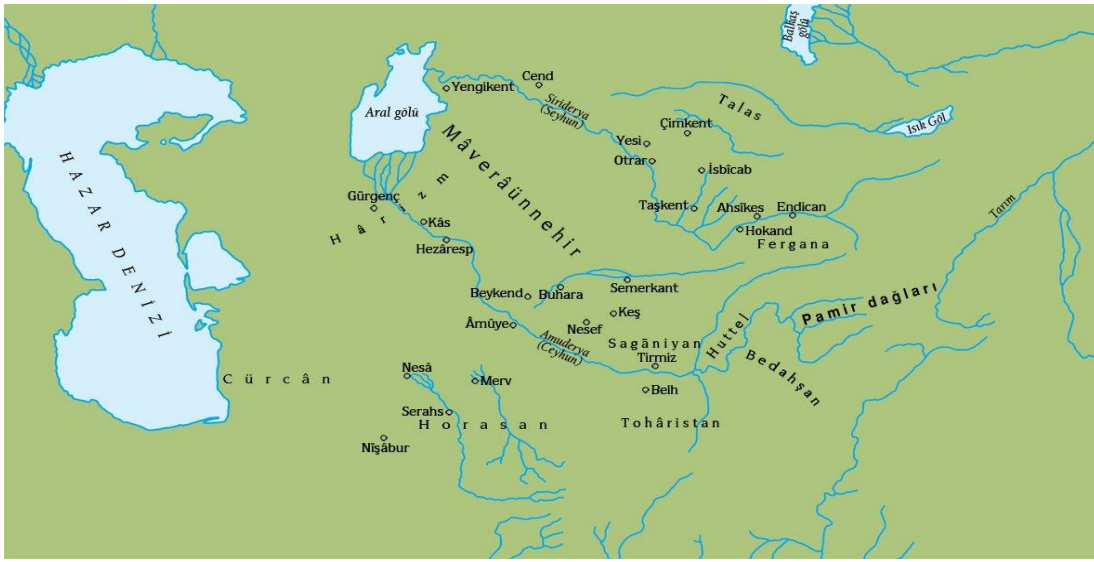 Balkaş
gölü
Aral gölü
Yengikent
Cend
Siriderya
(Seyhun)
Talas
Çimkent
Isık Göl
Yesi
Otrar
İsbîcab
HAZAR DENİZİ
Mâverâünnehir
Hârizm
Gürgenç
Kâs
Hezâresp
Taşkent
Ahsîkes
Endican
Hokand
Fergana
Tarım
Beykend
Buhara
Semerkant
Âmûye
Nesef
Keş
Amuderya
(Ceyhun)
Sagāniyan
Tirmiz
Huttel
Pamir dağları
Bedahşan
Cürcân
Nesâ
Merv
Belh
Serahs
Horasan
Tohâristan
Nîşâbur